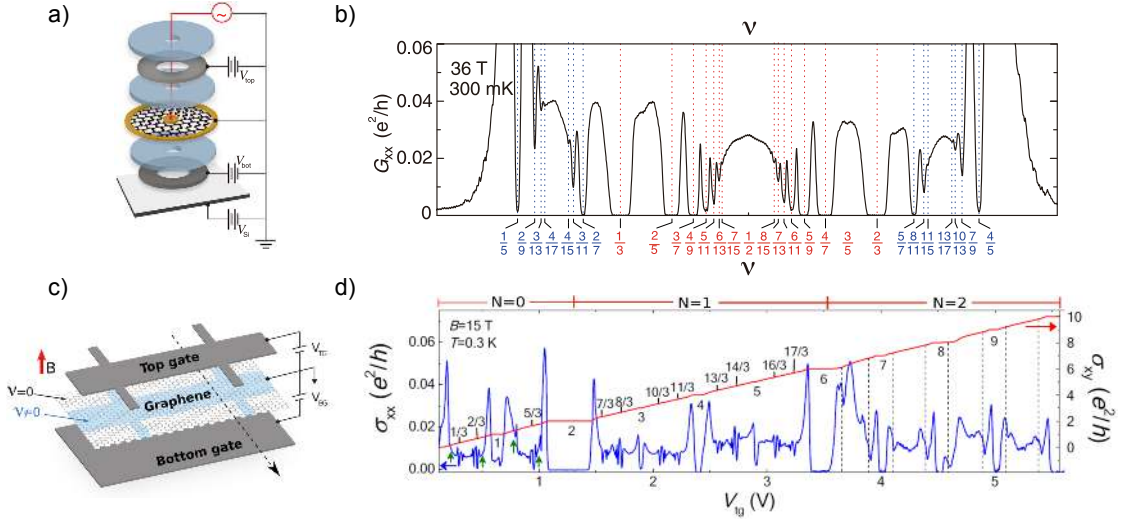 a)
~
V_top
V_bot
V_Si
b)
ν
0.06
0.04
0.02
0
G_xx (e²/h)
36 T
300 mK
1/5 2/9 3/13 4/17 4/15 3/11 2/7 1/3 2/5 3/7 4/9 5/11 6/13 7/15 1/2 8/15 7/13 6/11 5/9 4/7 3/5 2/3 5/7 8/11 11/15 13/17 10/13 7/9 4/5
ν
c)
B
Top gate
V_TG
ν=0
ν≠0
Graphene
V_BG
Bottom gate
d)
N=0 N=1 N=2
B=15 T
T=0.3 K
0.06
0.04
0.02
0.00
σ_xx (e²/h)
1/3 2/3 1 5/3 2 7/3 8/3 3 10/3 11/3 4 13/3 14/3 5 16/3 17/3 6 7 8 9
10
8
6
4
2
0
σ_xy (e²/h)
1 2 3 4 5
V_tg (V)